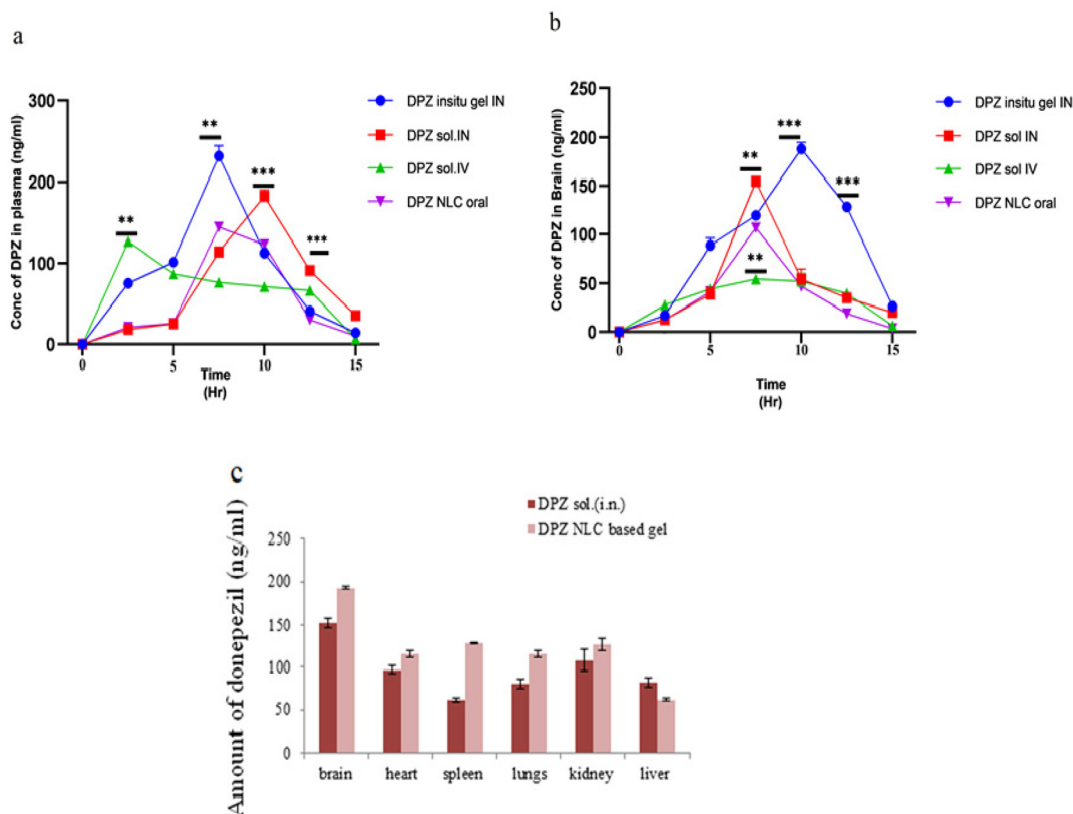 a
300
200
100
0
Conc of DPZ in plasma (ng/ml)
**
**
***
***
0
5
10
15
Time
(Hr)
DPZ insitu gel IN
DPZ sol.IN
DPZ sol.IV
DPZ NLC oral
b
250
200
100
50
0
Conc of DPZ in Brain (ng/ml)
***
**
***
**
0
5
10
15
Time
(Hr)
DPZ insitu gel IN
DPZ sol IN
DPZ sol IV
DPZ NLC oral
c
DPZ sol.(i.n.)
DPZ NLC based gel
Amount of donepezil (ng/ml)
250
200
150
100
50
0
brain heart spleen lungs kidney liver